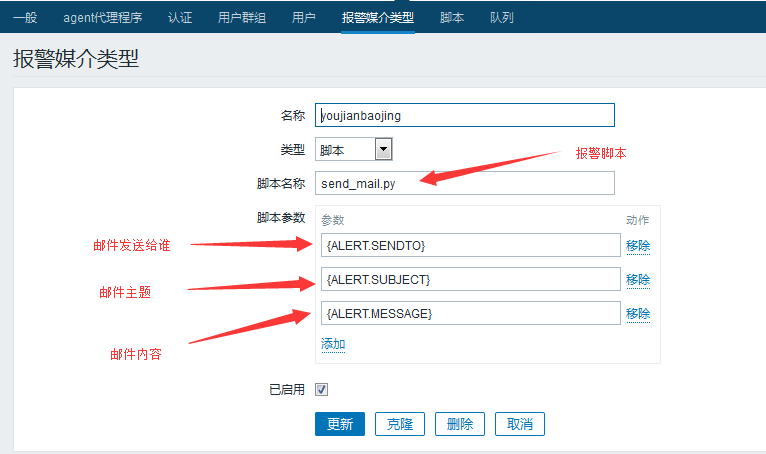 一般 agent代理程序 认证 用户群组 用户 报警媒介类型 脚本 队列
报警媒介类型
名称 youjianbaojing
类型 脚本
报警脚本
脚本名称 send_mail.py
脚本参数 参数 动作
邮件发送给谁 {ALERT.SENDTO} 移除
邮件主题 {ALERT.SUBJECT} 移除
{ALERT.MESSAGE} 移除
添加
邮件内容
已启用
更新 克隆 删除 取消